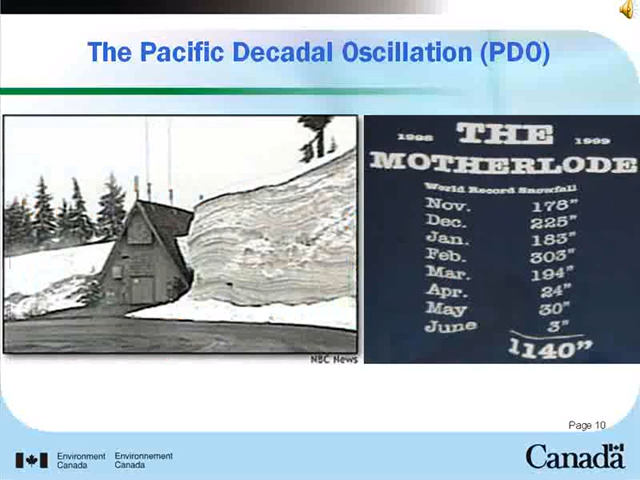 The Pacific Decadal Oscillation (PDO)
1998 THE 1999
MOTHERLODE
World Record Snowfall
Nov. 178"
Dec. 225"
Jan. 183"
Feb. 303"
Mar. 194"
Apr. 24"
May 30"
June 3"
1140"
NBC News
Page 10
Environment Environnement
Canada Canada
Canada